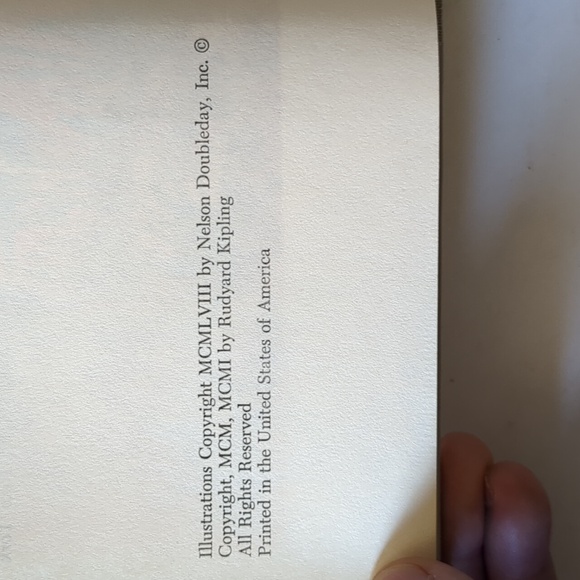 Illustrations Copyright MCMLVIII by Nelson Doubleday, Inc. ©
Copyright, MCM, MCMI by Rudyard Kipling
All Rights Reserved
Printed in the United States of America